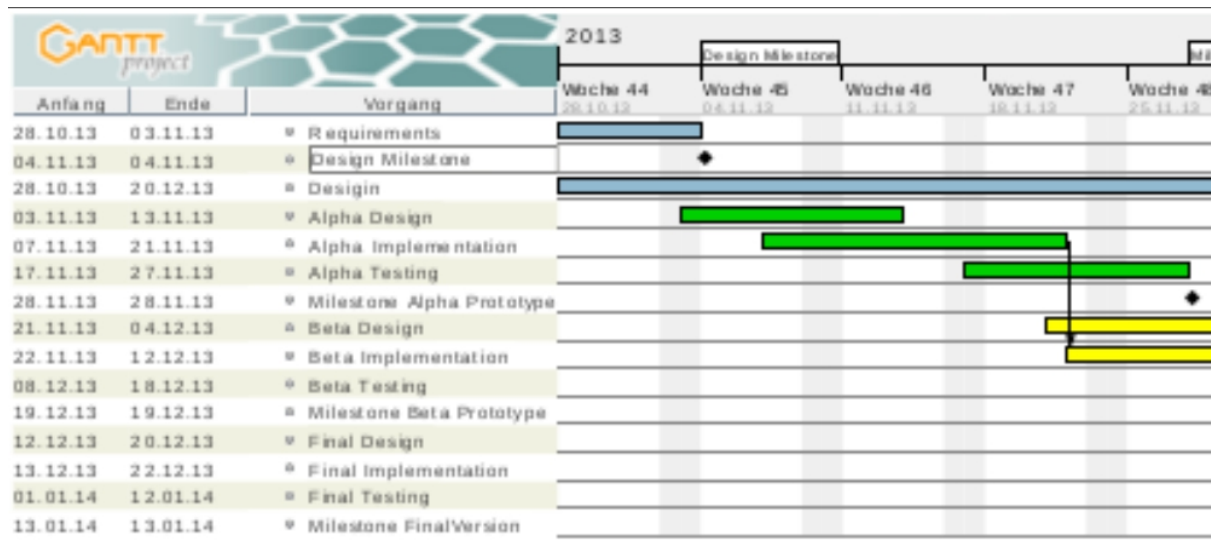 GANTT
project
2013
Design Milestone
Woche 44 Woche 45 Woche 46 Woche 47 Woche 48
28.10.13 04.11.13 11.11.13 18.11.13 25.11.13
Anfang Ende Vorgang
28.10.13 03.11.13 Requirements
04.11.13 04.11.13 Design Milestone
28.10.13 20.12.13 Desigin
03.11.13 13.11.13 Alpha Design
07.11.13 21.11.13 Alpha Implementation
17.11.13 27.11.13 Alpha Testing
28.11.13 28.11.13 Milestone Alpha Prototype
21.11.13 04.12.13 Beta Design
22.11.13 12.12.13 Beta Implementation
08.12.13 18.12.13 Beta Testing
19.12.13 19.12.13 Milestone Beta Prototype
12.12.13 20.12.13 Final Design
13.12.13 22.12.13 Final Implementation
01.01.14 12.01.14 Final Testing
13.01.14 13.01.14 Milestone FinalVersion